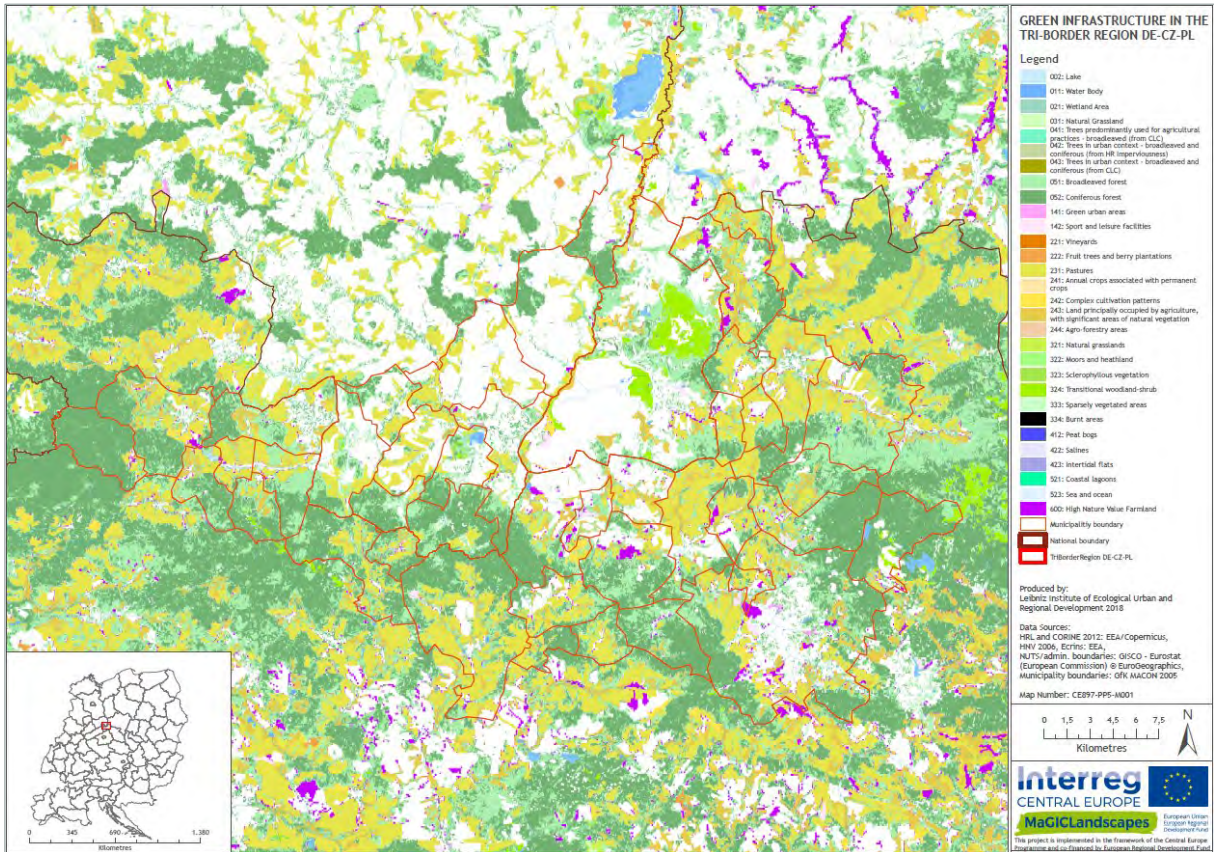 GREEN INFRASTRUCTURE IN THE
TRI-BORDER REGION DE-CZ-PL
Legend
002: Lake
011: Water Body
021: Wetland Area
031: Natural Grassland
041: Trees predominantly used for agricultural
practices - broadleaved (from CLC)
042: Trees in urban context - broadleaved and
coniferous (from HR Imperviousness)
043: Trees in urban context - broadleaved and
coniferous (from CLC)
051: Broadleaved forest
052: Coniferous forest
141: Green urban areas
142: Sport and leisure facilities
221: Vineyards
222: Fruit trees and berry plantations
231: Pastures
241: Annual crops associated with permanent
crops
242: Complex cultivation patterns
243: Land principally occupied by agriculture,
with significant areas of natural vegetation
244: Agro-forestry areas
321: Natural grasslands
322: Moors and heathland
323: Sclerophyllous vegetation
324: Transitional woodland-shrub
333: Sparsely vegetated areas
334: Burnt areas
412: Peat bogs
422: Salines
423: Intertidal flats
521: Coastal lagoons
523: Sea and ocean
600: High Nature Value Farmland
Municipalitiy boundary
National boundary
TriBorderRegion DE-CZ-PL
Produced by:
Leibniz Institute of Ecological Urban and
Regional Development 2018
Data Sources:
HRL and CORINE 2012: EEA/Copernicus,
HNV 2006, Ecrins: EEA,
NUTS/admin. boundaries: GISCO - Eurostat
(European Commission) © EuroGeographics,
Municipality boundaries: GfK MACON 2005
Map Number: CE897-PP5-M001
0 1,5 3 4,5 6 7,5
Kilometres
N
Interreg
CENTRAL EUROPE
MaGICLandscapes
European Union
European Regional
Development Fund
This project is implemented in the framework of the Central Europe
Programme and co-financed by European Regional Development Fund
0 345 690 1.380
Kilometres